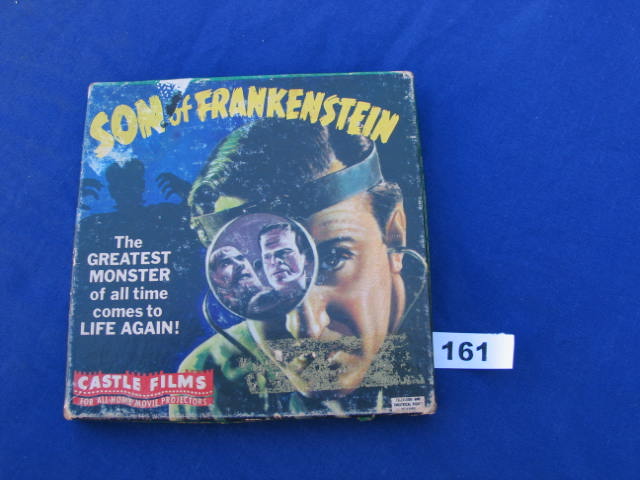 SON of FRANKENSTEIN
The
GREATEST
MONSTER
of all time
comes to
LIFE AGAIN!
CASTLE FILMS
FOR ALL HOME MOVIE PROJECTORS
161